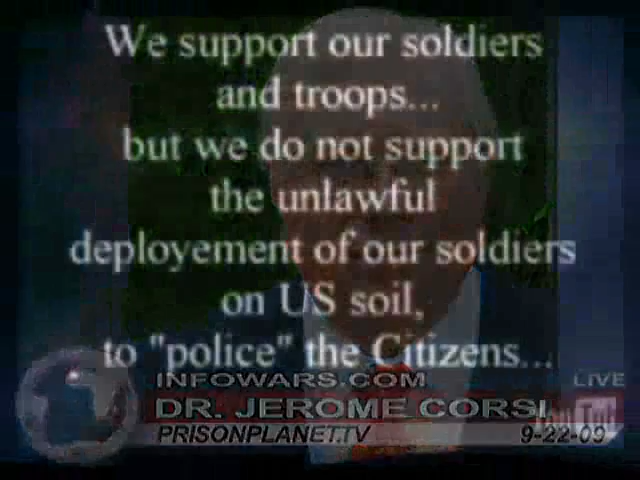 We support our soldiers
and troops...
but we do not support
the unlawful
deployement of our soldiers
on US soil,
to "police" the Citizens...
INFOWARS.COM
LIVE
DR. JEROME CORSI
YouTube
PRISONPLANET.TV
9-22-09